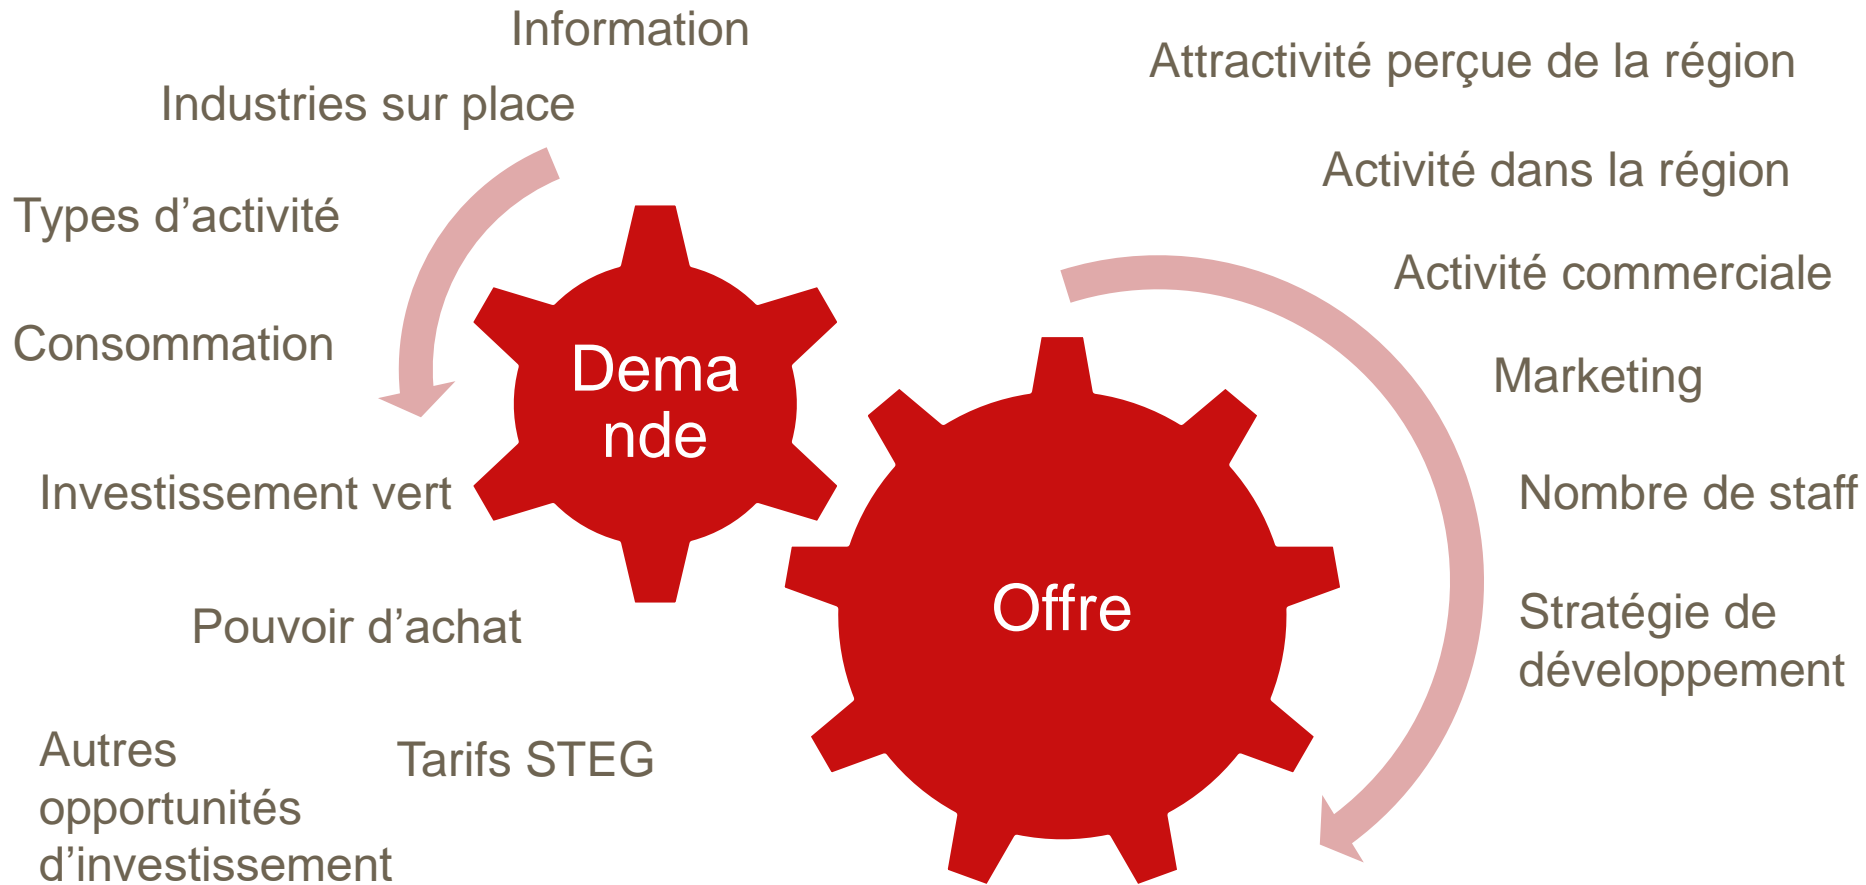 Information
Industries sur place
Types d’activité
Consommation
Investissement vert
Pouvoir d’achat
Autres
opportunités
d’investissement
Tarifs STEG
Dema
nde
Offre
Attractivité perçue de la région
Activité dans la région
Activité commerciale
Marketing
Nombre de staff
Stratégie de
développement